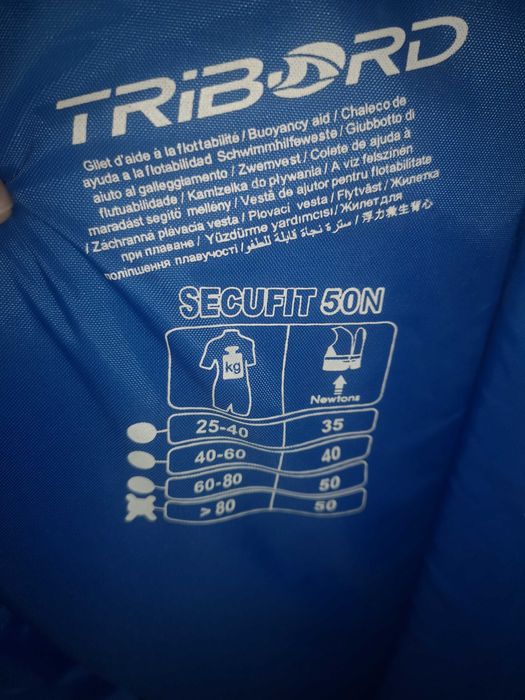 TRIBORD
Gilet d'aide à la flottabilité / Buoyancy aid / Chaleco de
ayuda a la flotabilidad Schwimmhilfeweste / Giubbotto di
aiuto al galleggiamento / Zwemvest / Colete de ajuda à
flutuabilidade / Kamizelka do pływania / A víz felszínén
maradást segítő mellény / Vestă de ajutor pentru flotabilitate
/ Záchranná plávacia vesta / Plovací vesta / Flytväst / Жилетка
при плаване / Yüzdürme yardımcısı / Жилет для
поліпшення плавучості / سترة نجاة قابلة للطفو / 浮力救生背心
SECUFIT 50N
kg
Newtons
25-40 35
40-60 40
60-80 50
> 80 50